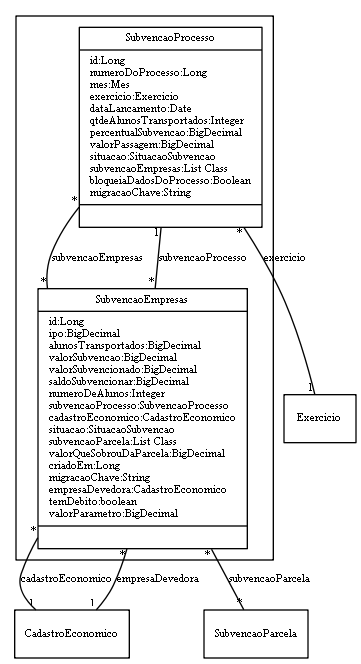 SubvencaoProcesso
id:Long
numeroDoProcesso:Long
mes:Mes
exercicio:Exercicio
dataLancamento:Date
qtdeAlunosTransportados:Integer
percentualSubvencao:BigDecimal
valorPassagem:BigDecimal
situacao:SituacaoSubvencao
subvencaoEmpresas:List Class
bloqueiaDadosDoProcesso:Boolean
migracaoChave:String
* 1 *
subvencaoEmpresas subvencaoProcesso exercicio
* *
SubvencaoEmpresas
id:Long
ipo:BigDecimal
alunosTransportados:BigDecimal
valorSubvencao:BigDecimal
valorSubvencionado:BigDecimal
saldoSubvencionar:BigDecimal
numeroDeAlunos:Integer
subvencaoProcesso:SubvencaoProcesso
cadastroEconomico:CadastroEconomico
situacao:SituacaoSubvencao
subvencaoParcela:List Class
valorQueSobrouDaParcela:BigDecimal
criadoEm:Long
migracaoChave:String
empresaDevedora:CadastroEconomico
temDebito:boolean
valorParametro:BigDecimal
1
Exercicio
* * *
cadastroEconomico empresaDevedora subvencaoParcela
1 1 *
CadastroEconomico
SubvencaoParcela